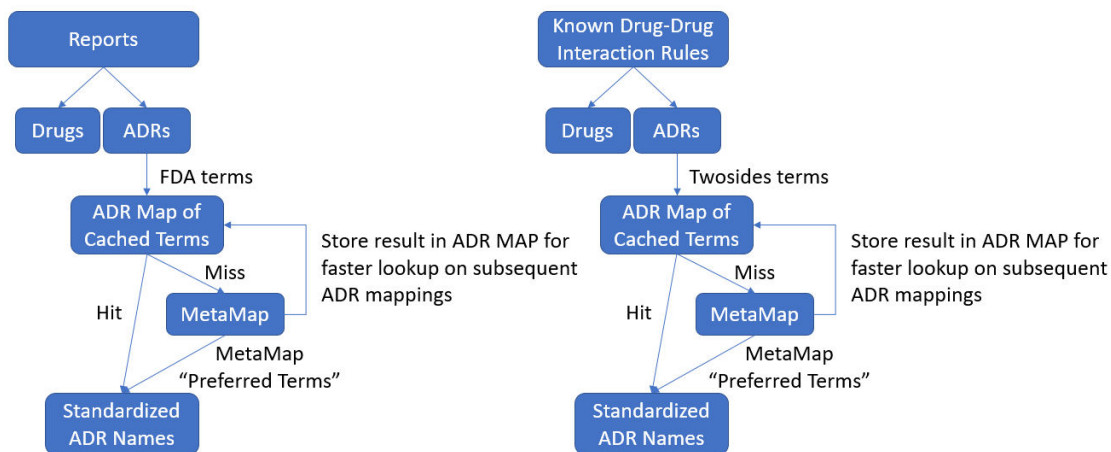 Reports
Drugs
ADRs
FDA terms
ADR Map of
Cached Terms
Store result in ADR MAP for
faster lookup on subsequent
ADR mappings
Miss
Hit
MetaMap
MetaMap
“Preferred Terms”
Standardized
ADR Names
Known Drug-Drug
Interaction Rules
Drugs
ADRs
Twosides terms
ADR Map of
Cached Terms
Store result in ADR MAP for
faster lookup on subsequent
ADR mappings
Miss
Hit
MetaMap
MetaMap
“Preferred Terms”
Standardized
ADR Names